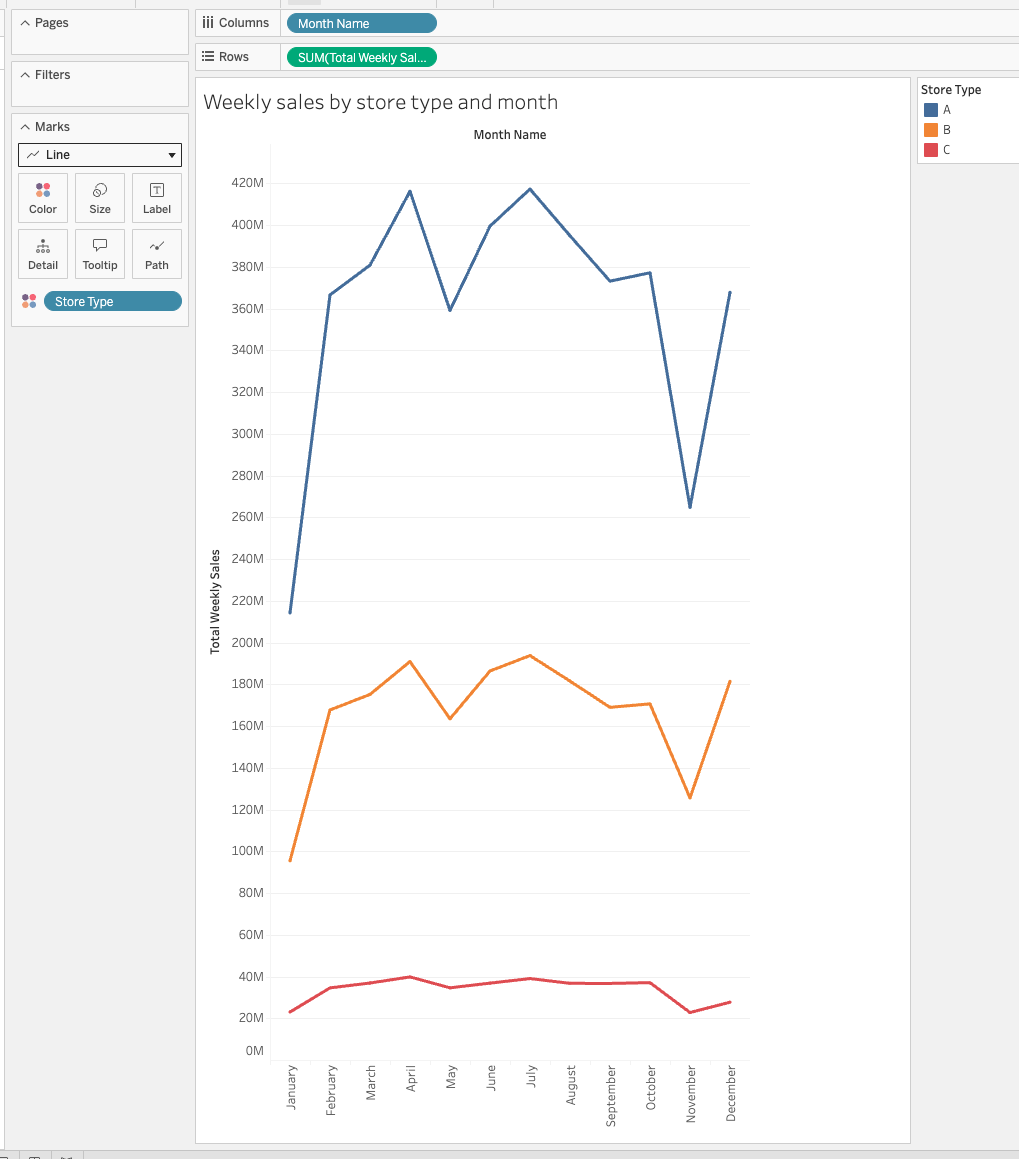 Pages
Columns
Month Name
Rows
SUM(Total Weekly Sal...
Filters
Marks
Line
Color
Size
Label
Detail
Tooltip
Path
Store Type
Weekly sales by store type and month
Month Name
420M
400M
380M
360M
340M
320M
300M
280M
260M
240M
220M
200M
180M
160M
140M
120M
100M
80M
60M
40M
20M
0M
Total Weekly Sales
January
February
March
April
May
June
July
August
September
October
November
December
Store Type
A
B
C